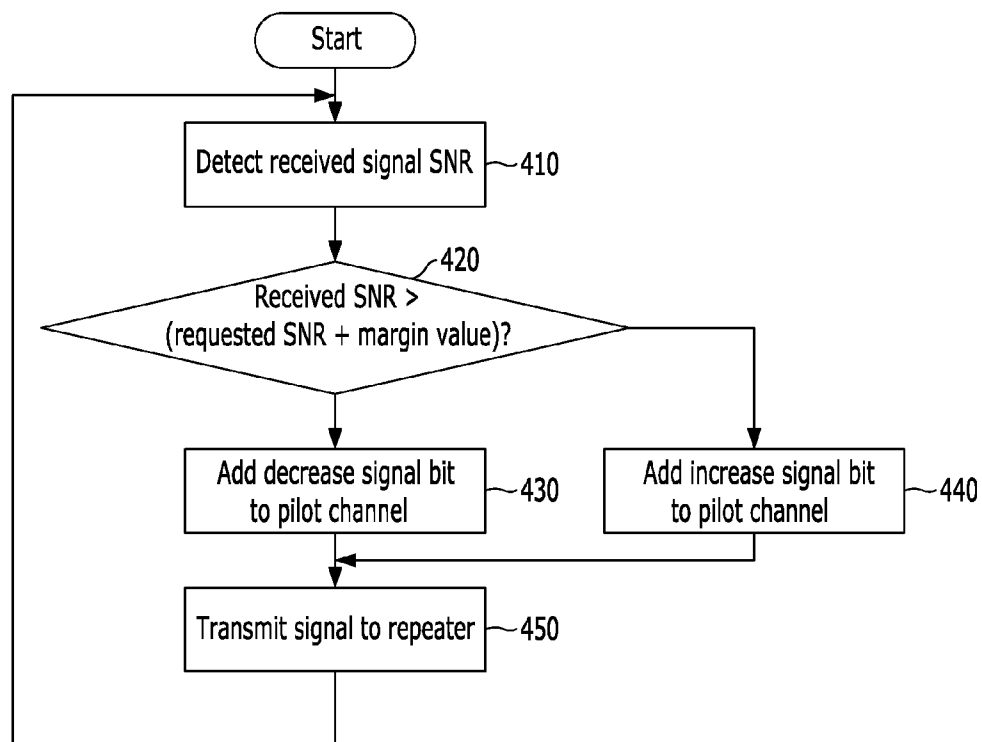 Start
Detect received signal SNR
410
420
Received SNR >
(requested SNR + margin value)?
Add decrease signal bit
to pilot channel
430
Add increase signal bit
to pilot channel
440
Transmit signal to repeater
450